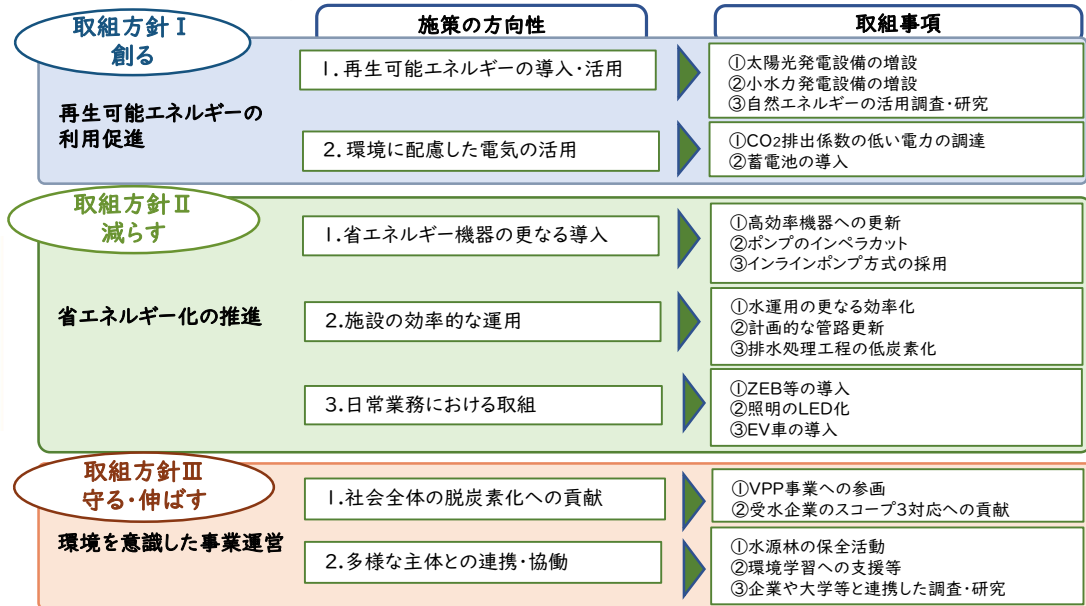 施策の方向性
取組事項
取組方針Ⅰ
創る
再生可能エネルギーの
利用促進
1.再生可能エネルギーの導入・活用
①太陽光発電設備の増設
②小水力発電設備の増設
③自然エネルギーの活用調査・研究
2.環境に配慮した電気の活用
①CO2排出係数の低い電力の調達
②蓄電池の導入
取組方針Ⅱ
減らす
省エネルギー化の推進
1.省エネルギー機器の更なる導入
①高効率機器への更新
②ポンプのインペラカット
③インラインポンプ方式の採用
2.施設の効率的な運用
①水運用の更なる効率化
②計画的な管路更新
③排水処理工程の低炭素化
3.日常業務における取組
①ZEB等の導入
②照明のLED化
③EV車の導入
取組方針Ⅲ
守る・伸ばす
環境を意識した事業運営
1.社会全体の脱炭素化への貢献
①VPP事業への参画
②受水企業のスコープ3対応への貢献
2.多様な主体との連携・協働
①水源林の保全活動
②環境学習への支援等
③企業や大学等と連携した調査・研究